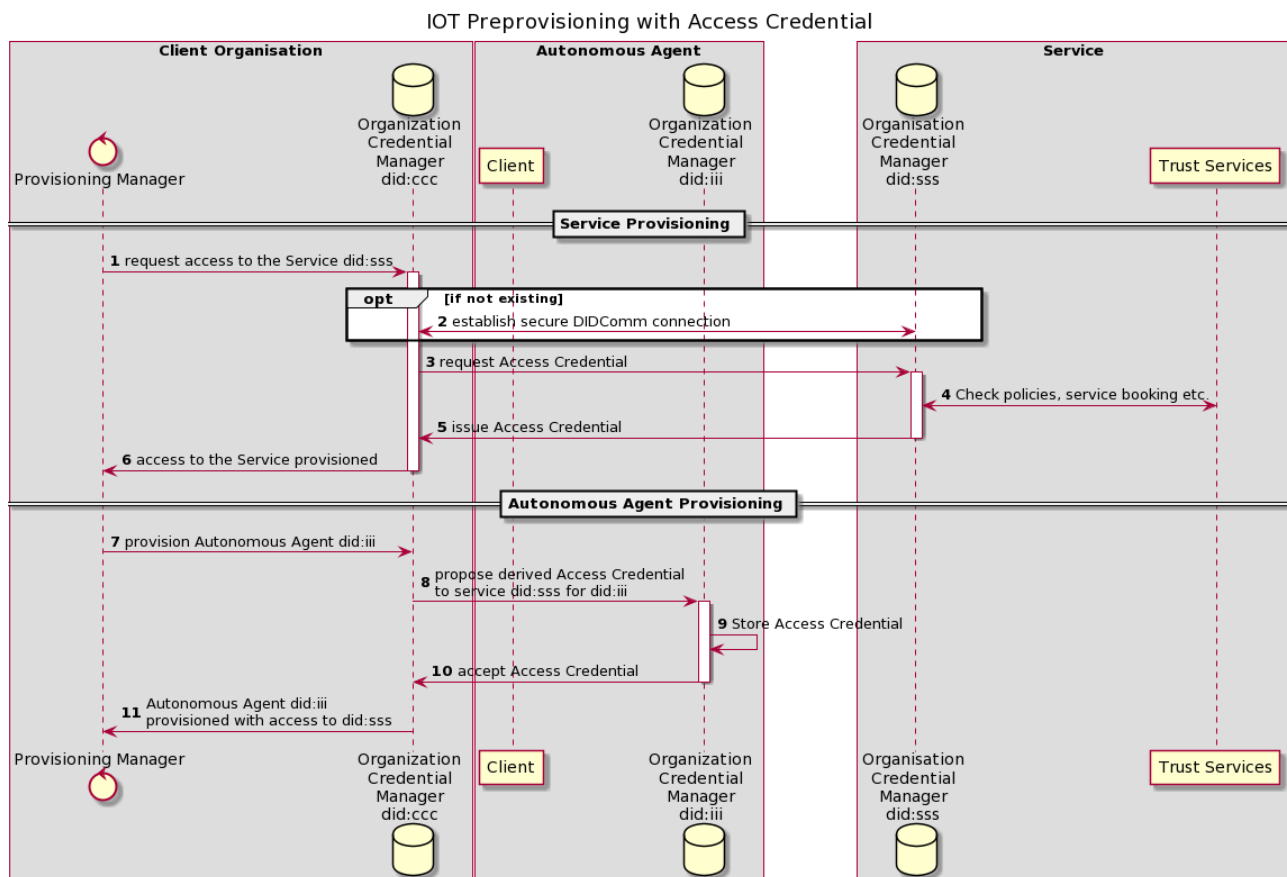 IOT Preprovisioning with Access Credential
Client Organisation
Autonomous Agent
Service
Provisioning Manager
Organization
Credential
Manager
did:ccc
Client
Organization
Credential
Manager
did:iii
Organisation
Credential
Manager
did:sss
Trust Services
Service Provisioning
1 request access to the Service did:sss
opt [if not existing]
2 establish secure DIDComm connection
3 request Access Credential
4 Check policies, service booking etc.
5 issue Access Credential
6 access to the Service provisioned
Autonomous Agent Provisioning
7 provision Autonomous Agent did:iii
8 propose derived Access Credential
to service did:sss for did:iii
9 Store Access Credential
10 accept Access Credential
11 Autonomous Agent did:iii
provisioned with access to did:sss
Provisioning Manager
Organization
Credential
Manager
did:ccc
Client
Organization
Credential
Manager
did:iii
Organisation
Credential
Manager
did:sss
Trust Services